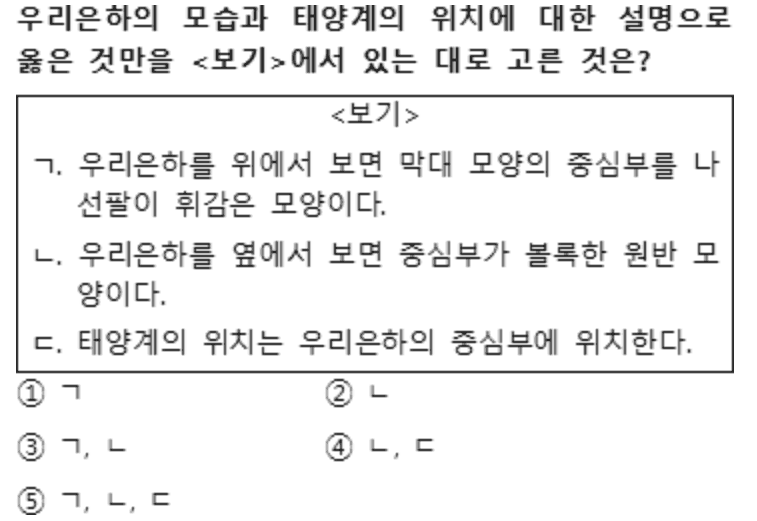 우리은하의 모습과 태양계의 위치에 대한 설명으로
옳은 것만을 <보기>에서 있는 대로 고른 것은?
<보기>
ㄱ. 우리은하를 위에서 보면 막대 모양의 중심부를 나
선팔이 휘감은 모양이다.
ㄴ. 우리은하를 옆에서 보면 중심부가 볼록한 원반 모
양이다.
ㄷ. 태양계의 위치는 우리은하의 중심부에 위치한다.
① ㄱ ② ㄴ
③ ㄱ, ㄴ ④ ㄴ, ㄷ
⑤ ㄱ, ㄴ, ㄷ